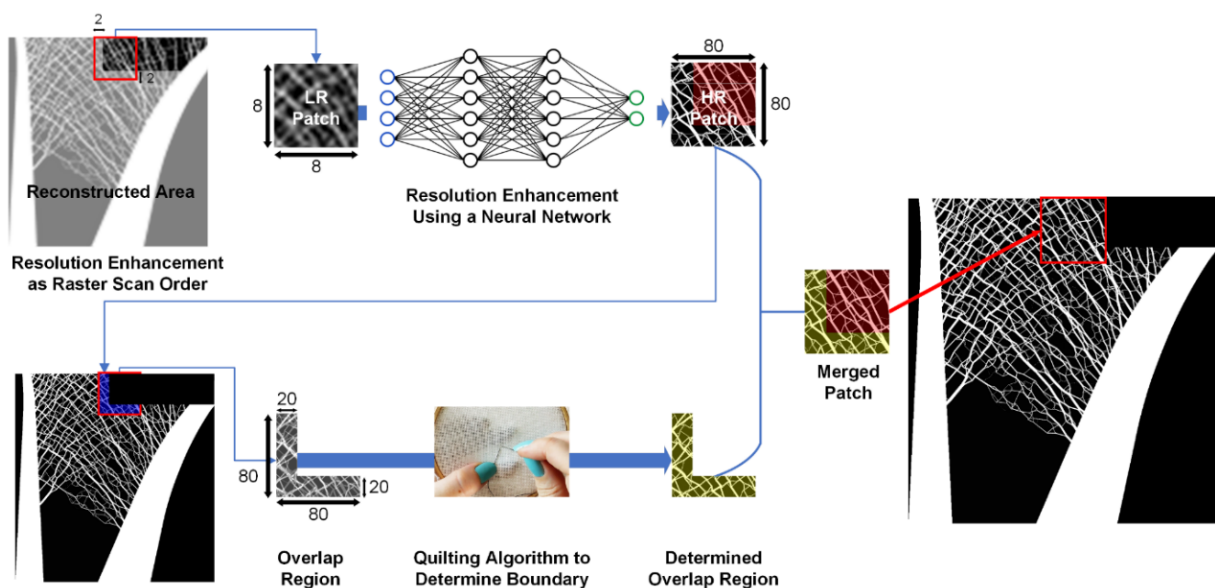 2
2
Reconstructed Area
Resolution Enhancement
as Raster Scan Order
8
LR
Patch
8
Resolution Enhancement
Using a Neural Network
80
HR
Patch
80
Merged
Patch
20
80
20
80
Overlap
Region
Quilting Algorithm to
Determine Boundary
Determined
Overlap Region